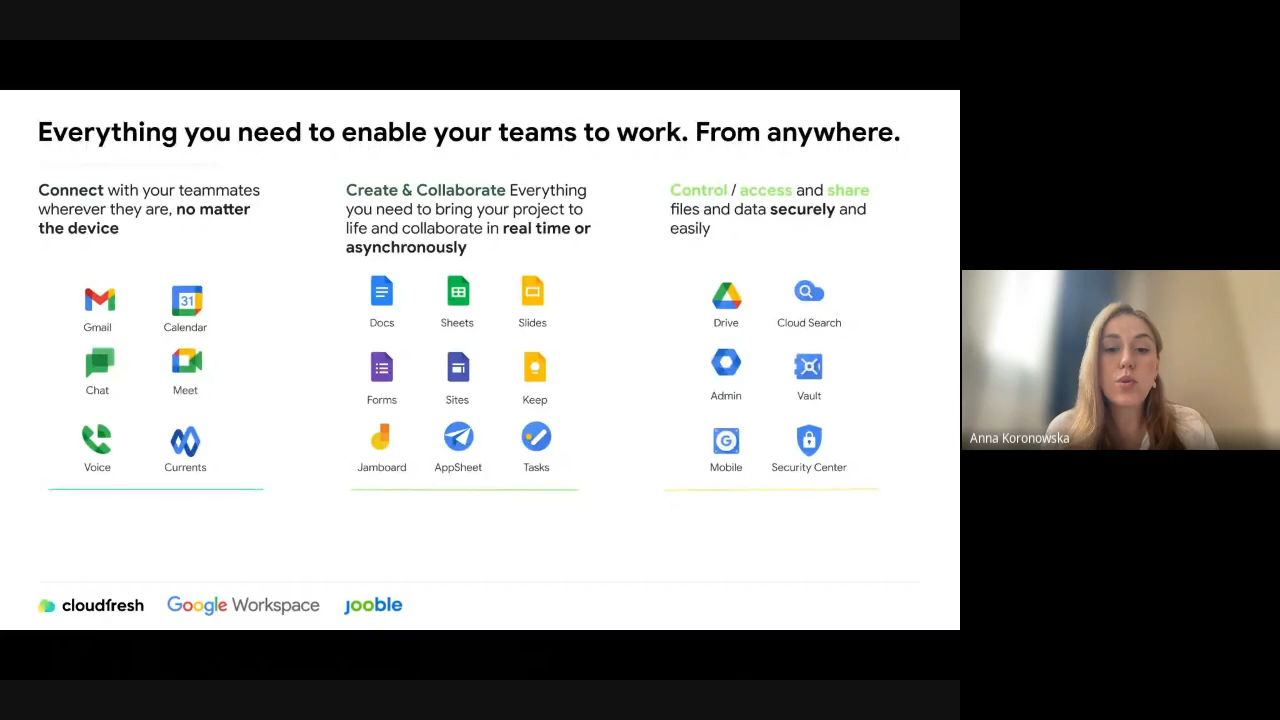 Everything you need to enable your teams to work. From anywhere.
Connect with your teammates
wherever they are, no matter
the device
Gmail
Calendar
31
Chat
Meet
Voice
Currents
Create & Collaborate Everything
you need to bring your project to
life and collaborate in real time or
asynchronously
Docs
Sheets
Slides
Forms
Sites
Keep
Jamboard
AppSheet
Tasks
Control / access and share
files and data securely and
easily
Drive
Cloud Search
Admin
Vault
G
Mobile
Security Center
cloudfresh
Google Workspace
jooble
Anna Koronowska